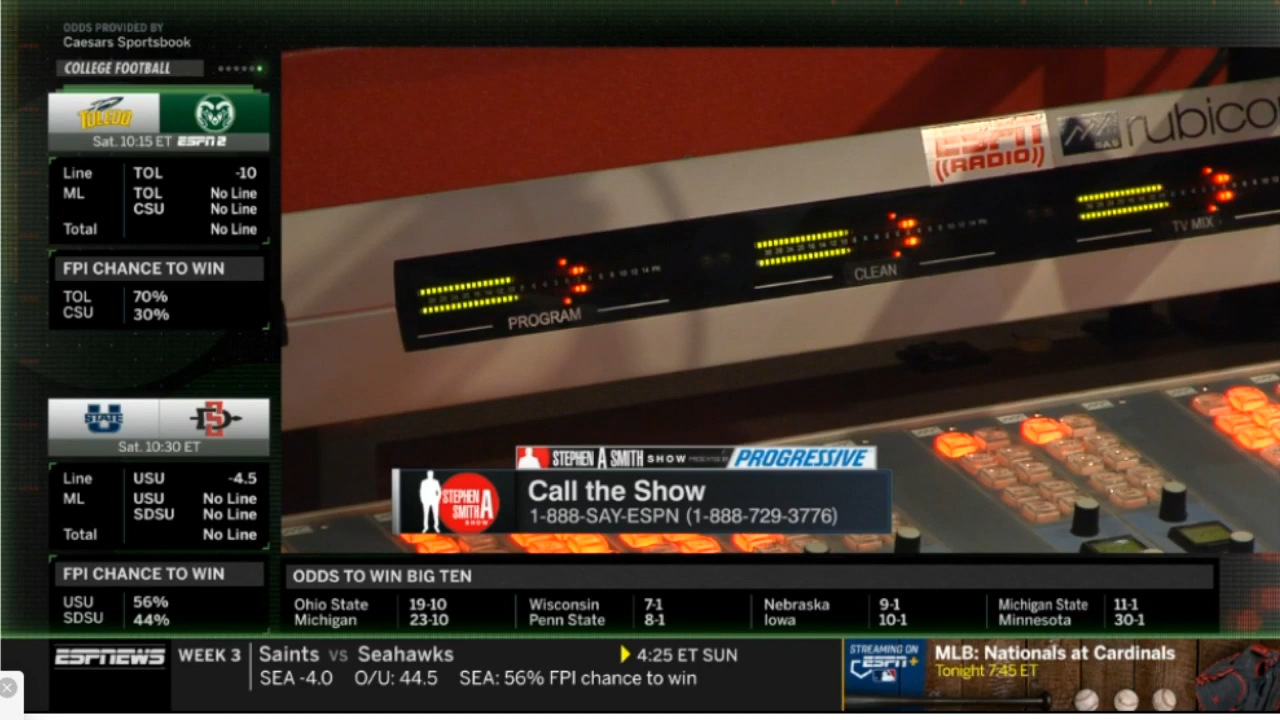 ODDS PROVIDED BY
Caesars Sportsbook
COLLEGE FOOTBALL
TOLEDO
Sat. 10:15 ET ESPN2
Line TOL -10
ML TOL No Line
CSU No Line
Total No Line
FPI CHANCE TO WIN
TOL 70%
CSU 30%
U STATE SD
Sat. 10:30 ET
Line USU -4.5
ML USU No Line
SDSU No Line
Total No Line
FPI CHANCE TO WIN
USU 56%
SDSU 44%
ESPN
((RADIO))
rubico
PROGRAM
CLEAN
TV MIX
STEPHEN A SMITH SHOW PRESENTED BY PROGRESSIVE
STEPHEN A
SMITH
SHOW
Call the Show
1-888-SAY-ESPN (1-888-729-3776)
ODDS TO WIN BIG TEN
Ohio State 19-10 Wisconsin 7-1 Nebraska 9-1 Michigan State 11-1
Michigan 23-10 Penn State 8-1 Iowa 10-1 Minnesota 30-1
ESPNEWS WEEK 3 Saints vs Seahawks 4:25 ET SUN
SEA -4.0 O/U: 44.5 SEA: 56% FPI chance to win
STREAMING ON
ESPN+
MLB: Nationals at Cardinals
Tonight 7:45 ET